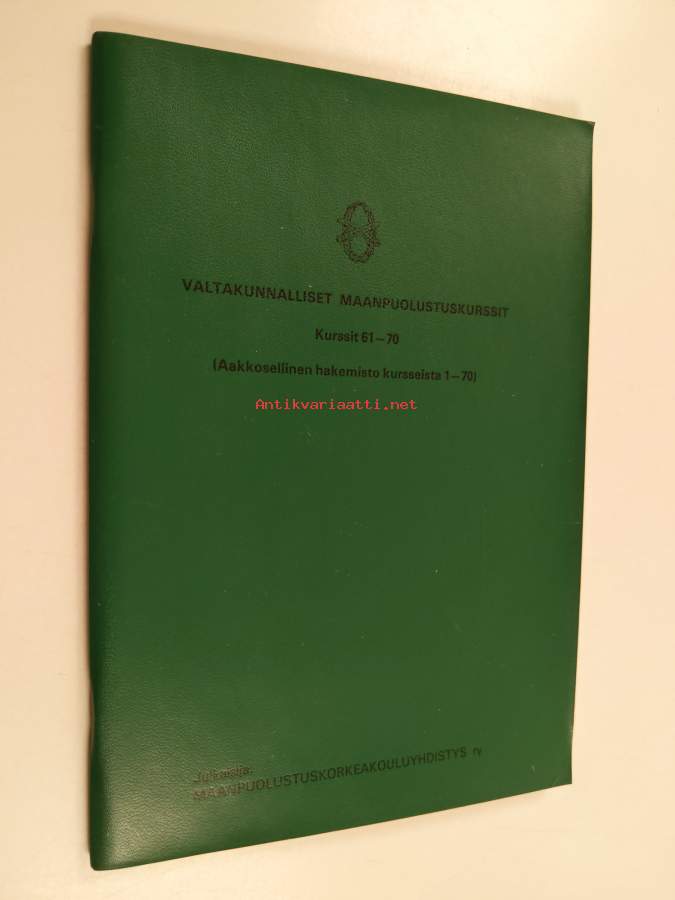 VALTAKUNNALLISET MAANPUOLUSTUSKURSSIT
Kurssit 61–70
(Aakkosellinen hakemisto kursseista 1–70)
Antikvariaatti.net
Julkaisija:
MAANPUOLUSTUSKORKEAKOULUYHDISTYS ry